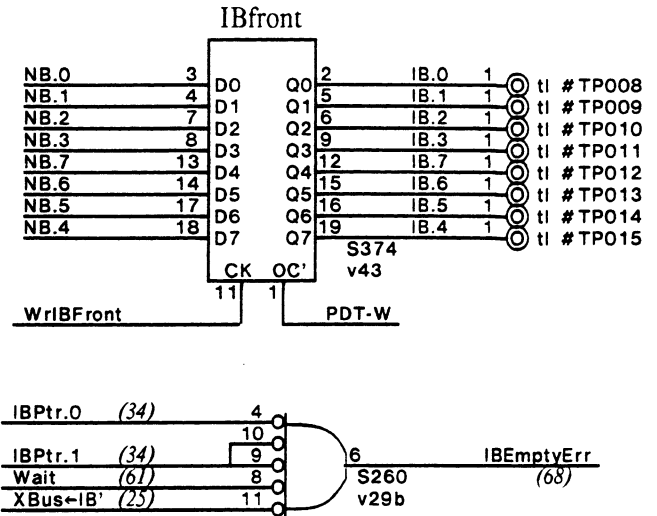 IBfront
NB.0 3 D0 Q0 2 IB.0 1 tl #TP008
NB.1 4 D1 Q1 5 IB.1 1 tl #TP009
NB.2 7 D2 Q2 6 IB.2 1 tl #TP010
NB.3 8 D3 Q3 9 IB.3 1 tl #TP011
NB.7 13 D4 Q4 12 IB.7 1 tl #TP012
NB.6 14 D5 Q5 15 IB.6 1 tl #TP013
NB.5 17 D6 Q6 16 IB.5 1 tl #TP014
NB.4 18 D7 Q7 19 IB.4 1 tl #TP015
S374
CK OC' v43
11 1
WrIBFront PDT-W
IBPtr.0 (34) 4
10
IBPtr.1 (34) 9 6 IBEmptyErr
Wait (61) 8 S260 (68)
XBus←IB' (25) 11 v29b